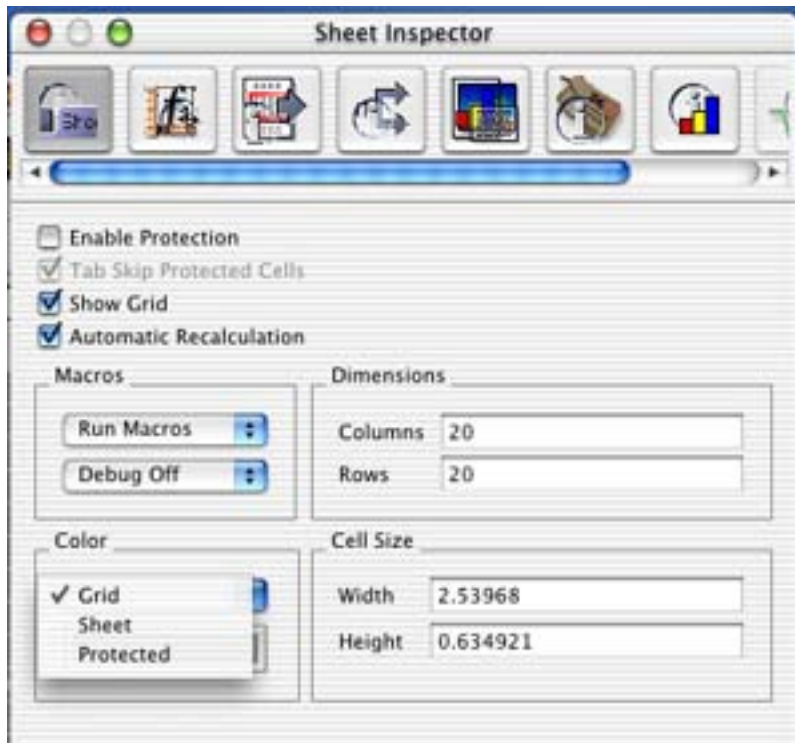 Sheet Inspector
Enable Protection
Tab Skip Protected Cells
Show Grid
Automatic Recalculation
Macros
Run Macros
Debug Off
Dimensions
Columns 20
Rows 20
Color
Grid
Sheet
Protected
Cell Size
Width 2.53968
Height 0.634921